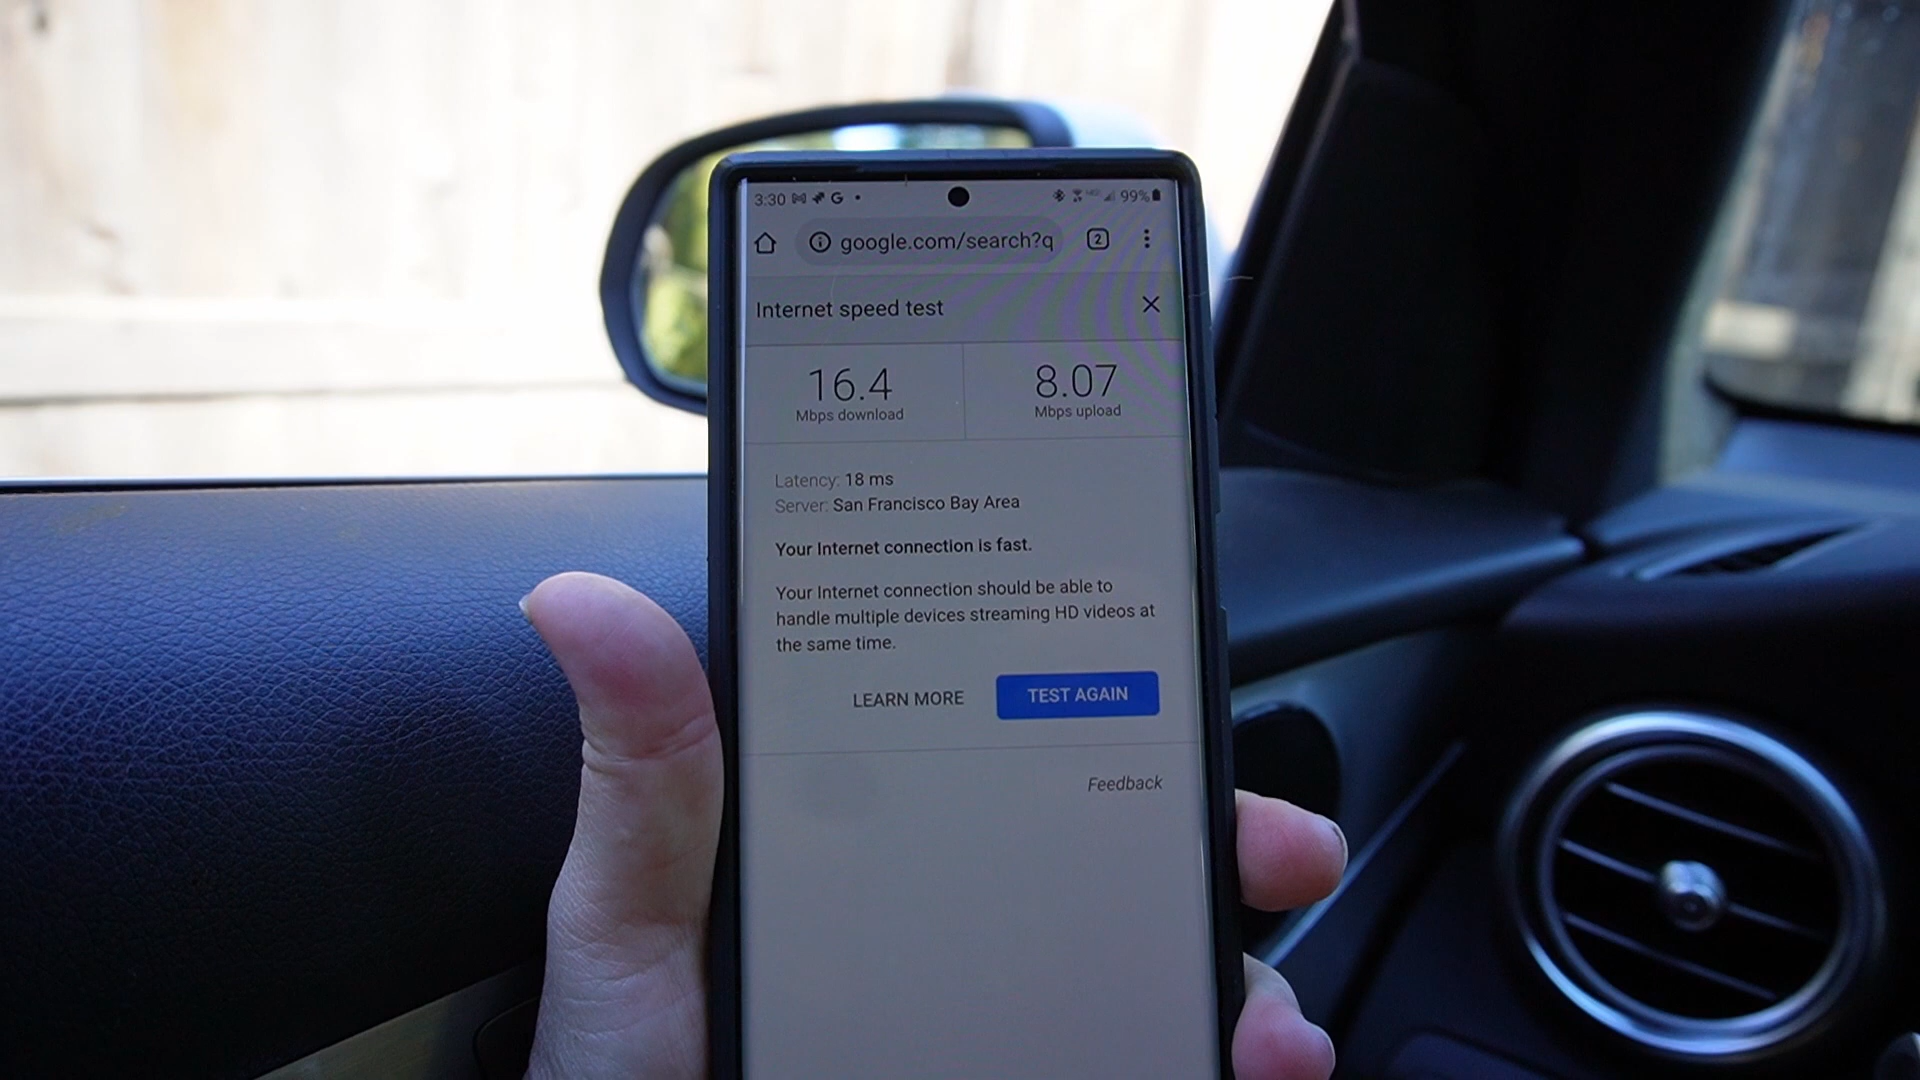 3:30 99%
google.com/search?q 2
Internet speed test
16.4 8.07
Mbps download Mbps upload
Latency: 18 ms
Server: San Francisco Bay Area
Your Internet connection is fast.
Your Internet connection should be able to
handle multiple devices streaming HD videos at
the same time.
LEARN MORE TEST AGAIN
Feedback